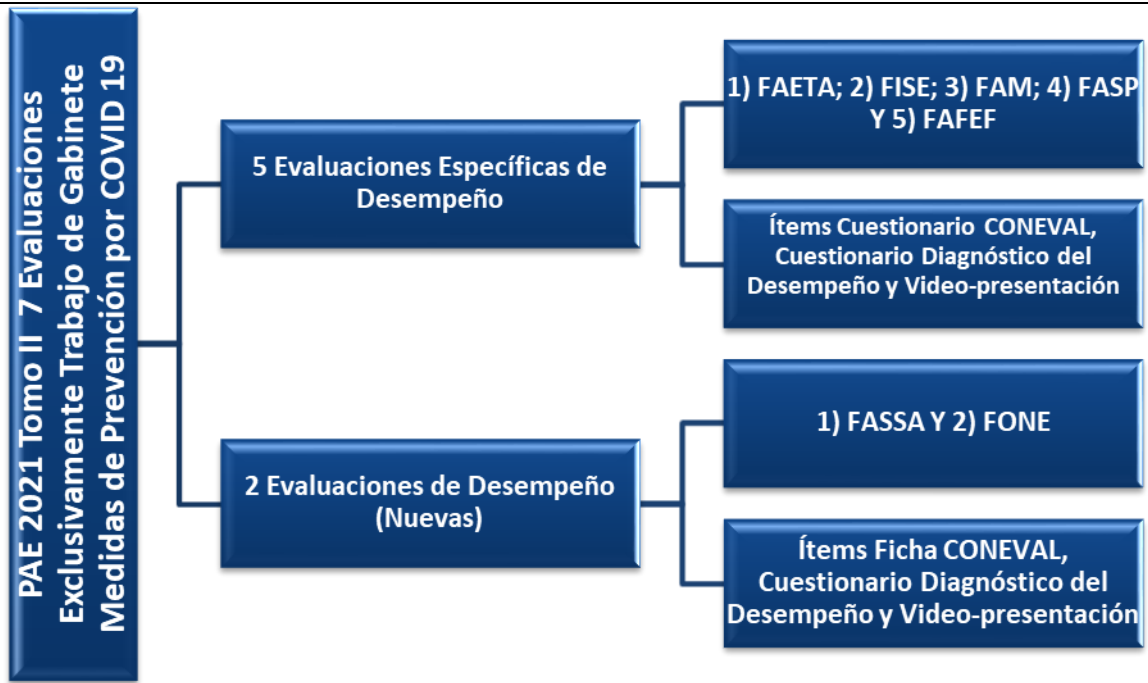 PAE 2021 Tomo II 7 Evaluaciones
Exclusivamente Trabajo de Gabinete
Medidas de Prevención por COVID 19
5 Evaluaciones Específicas de
Desempeño
1) FAETA; 2) FISE; 3) FAM; 4) FASP
Y 5) FAFEF
Ítems Cuestionario CONEVAL,
Cuestionario Diagnóstico del
Desempeño y Video-presentación
2 Evaluaciones de Desempeño
(Nuevas)
1) FASSA Y 2) FONE
Ítems Ficha CONEVAL,
Cuestionario Diagnóstico del
Desempeño y Video-presentación